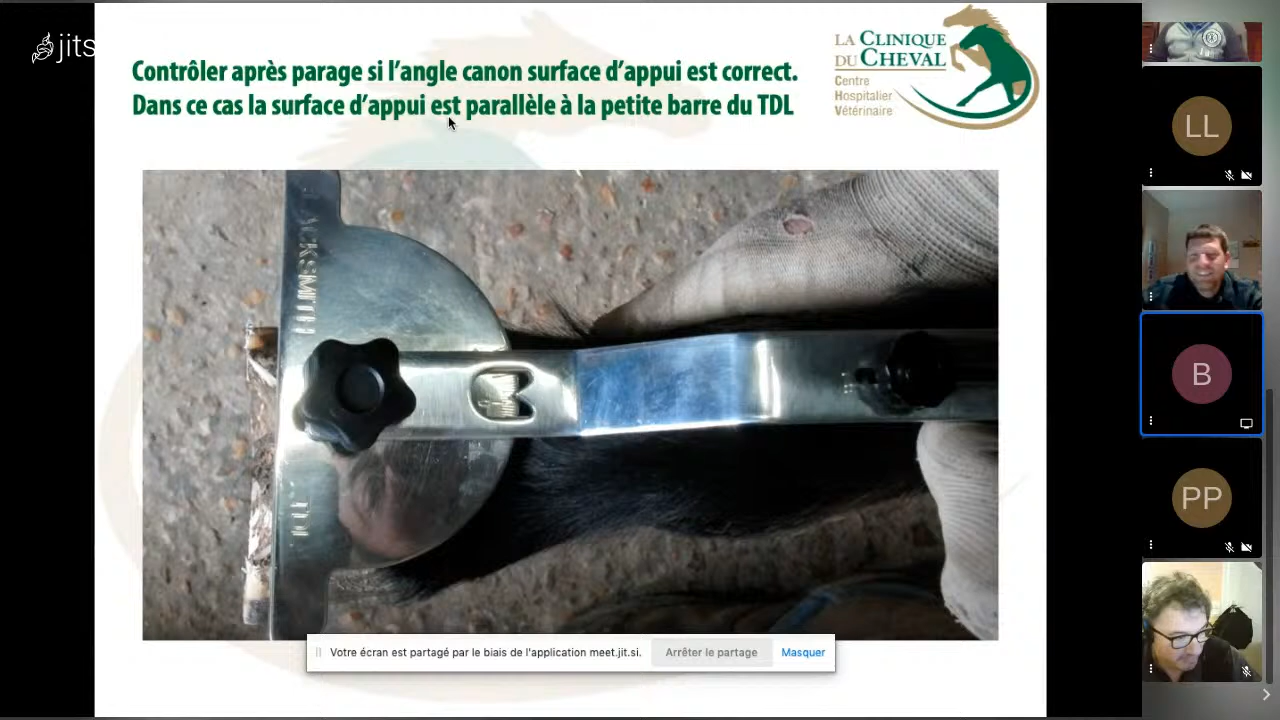 jits
Contrôler après parage si l'angle canon surface d'appui est correct.
Dans ce cas la surface d'appui est parallèle à la petite barre du TDL
LA CLINIQUE
DU CHEVAL
Centre
Hospitalier
Vétérinaire
LL
B
PP
ACKSMITH
TDL
Votre écran est partagé par le biais de l'application meet.jit.si.
Arrêter le partage
Masquer